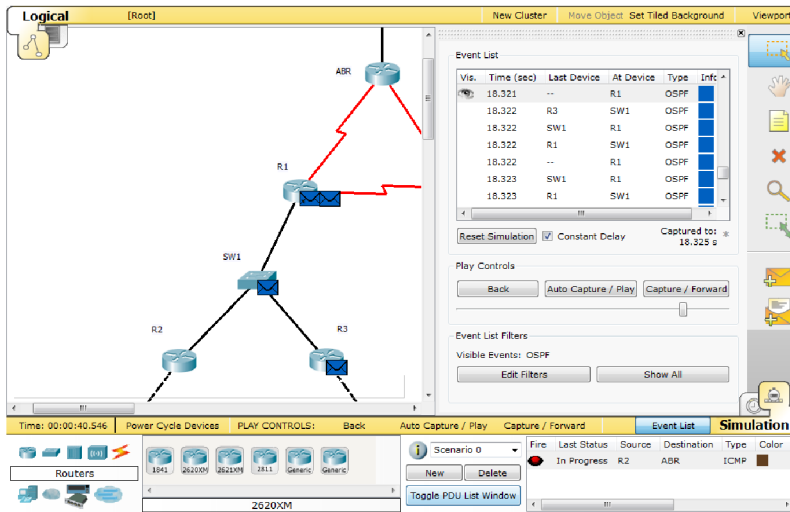 Logical [Root] New Cluster Move Object Set Tiled Background Viewport
ABR
R1
SW1
R2
R3
Event List
Vis. Time (sec) Last Device At Device Type Info
18.321 -- R1 OSPF
18.322 R3 SW1 OSPF
18.322 SW1 R1 OSPF
18.322 R1 SW1 OSPF
18.322 -- R1 OSPF
18.323 SW1 R1 OSPF
18.323 R1 SW1 OSPF
Reset Simulation Constant Delay Captured to: *
18.325 s
Play Controls
Back Auto Capture / Play Capture / Forward
Event List Filters
Visible Events: OSPF
Edit Filters Show All
Time: 00:00:40.546 Power Cycle Devices PLAY CONTROLS: Back Auto Capture / Play Capture / Forward Event List Simulation
Routers
1841 2620XM 2621XM 2811 Generic Generic
2620XM
Scenario 0
New Delete
Toggle PDU List Window
Fire Last Status Source Destination Type Color
In Progress R2 ABR ICMP